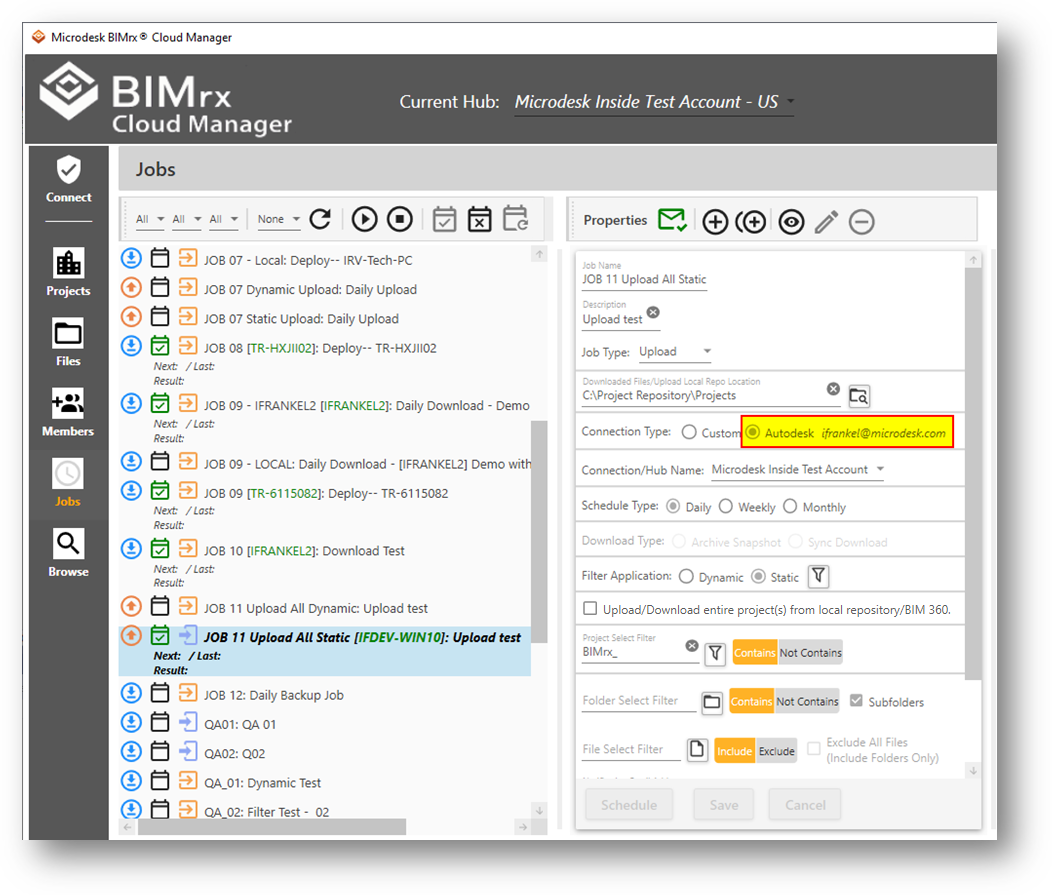 Microdesk BIMrx® Cloud Manager
BIMrx
Cloud Manager
Current Hub: Microdesk Inside Test Account - US
Connect
Projects
Files
Members
Jobs
Browse
Jobs
All All All None
JOB 07 - Local: Deploy-- IRV-Tech-PC
JOB 07 Dynamic Upload: Daily Upload
JOB 07 Static Upload: Daily Upload
JOB 08 [TR-HXJII02]: Deploy-- TR-HXJII02
Next: / Last:
Result:
JOB 09 - IFRANKEL2 [IFRANKEL2]: Daily Download - Demo
Next: / Last:
Result:
JOB 09 - LOCAL: Daily Download - [IFRANKEL2] Demo with
JOB 09 [TR-6115082]: Deploy-- TR-6115082
Next: / Last:
Result:
JOB 10 [IFRANKEL2]: Download Test
Next: / Last:
Result:
JOB 11 Upload All Dynamic: Upload test
JOB 11 Upload All Static [IFDEV-WIN10]: Upload test
Next: / Last:
Result:
JOB 12: Daily Backup Job
QA01: QA 01
QA02: Q02
QA_01: Dynamic Test
QA_02: Filter Test - 02
Properties
Job Name
JOB 11 Upload All Static
Description
Upload test
Job Type: Upload
Downloaded Files/Upload Local Repo Location
C:\Project Repository\Projects
Connection Type: Custom Autodesk ifrankel@microdesk.com
Connection/Hub Name: Microdesk Inside Test Account
Schedule Type: Daily Weekly Monthly
Download Type: Archive Snapshot Sync Download
Filter Application: Dynamic Static
Upload/Download entire project(s) from local repository/BIM 360.
Project Select Filter
BIMrx_
Contains Not Contains
Folder Select Filter Contains Not Contains Subfolders
File Select Filter Include Exclude Exclude All Files
(Include Folders Only)
Schedule Save Cancel